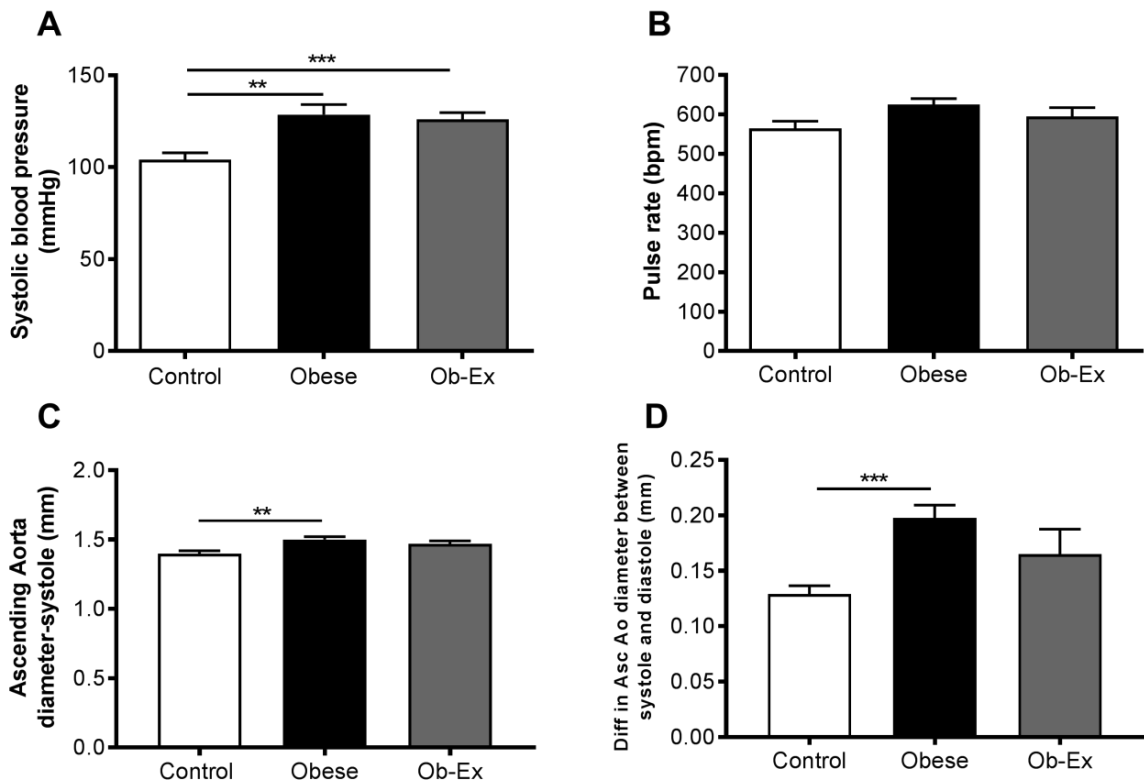 A
Systolic blood pressure
(mmHg)
150
100
50
0
***
**
Control Obese Ob-Ex
B
Pulse rate (bpm)
700
600
500
400
300
200
100
0
Control Obese Ob-Ex
C
Ascending Aorta
diameter-systole (mm)
2.0
1.5
1.0
0.5
0.0
**
Control Obese Ob-Ex
D
Diff in Asc Ao diameter between
systole and diastole (mm)
0.25
0.20
0.15
0.10
0.05
0.00
***
Control Obese Ob-Ex